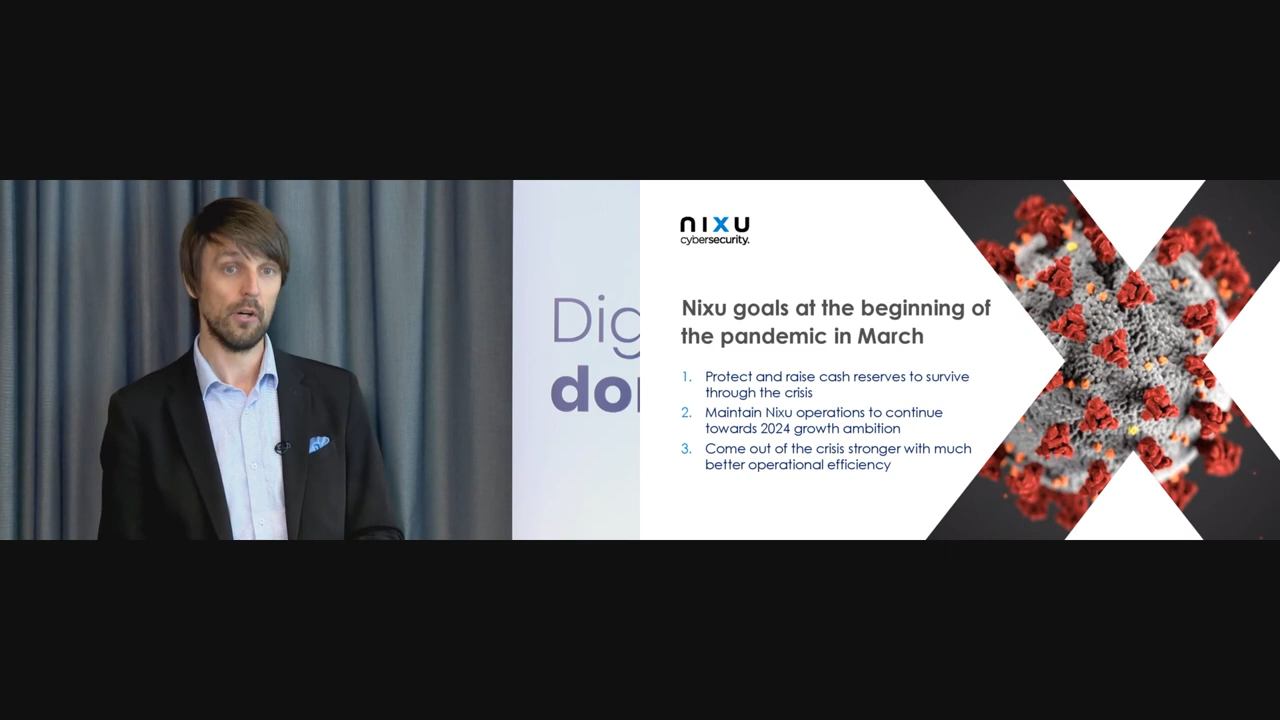 Dig
do
nixu
cybersecurity.
Nixu goals at the beginning of
the pandemic in March
1. Protect and raise cash reserves to survive
through the crisis
2. Maintain Nixu operations to continue
towards 2024 growth ambition
3. Come out of the crisis stronger with much
better operational efficiency